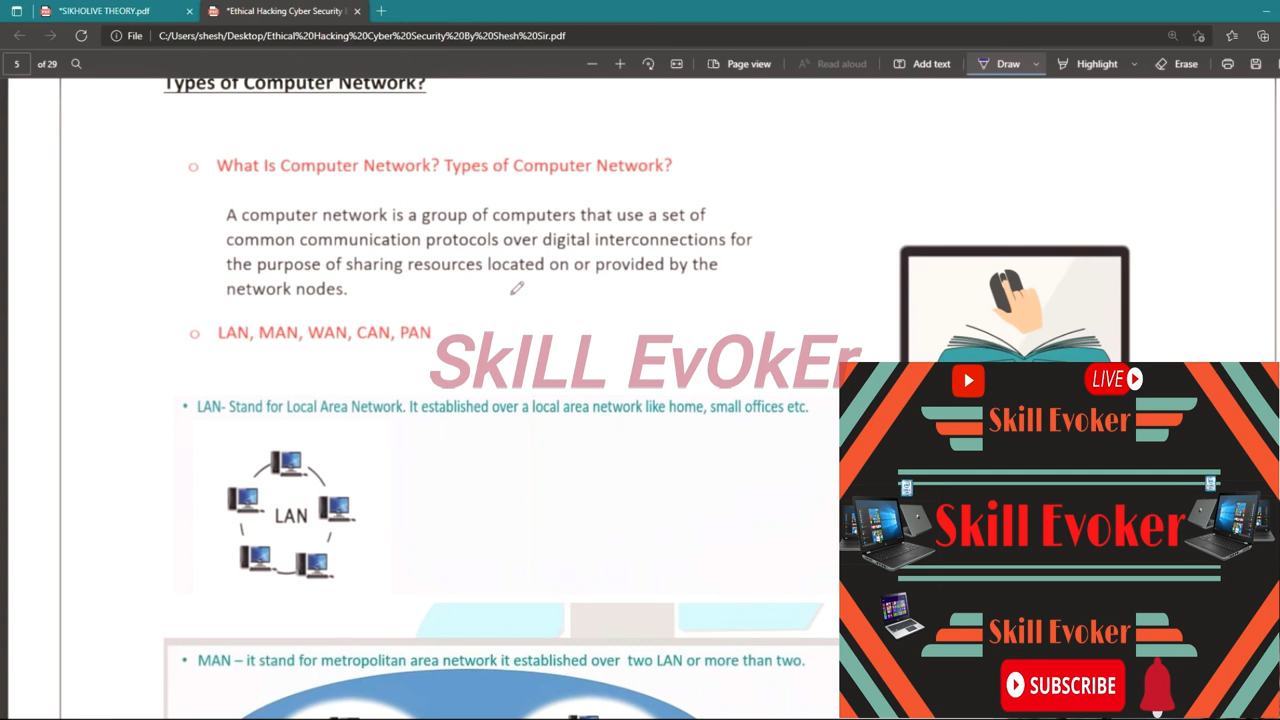 *SIKHOLIVE THEORY.pdf
*Ethical Hacking Cyber Security
File
C:/Users/shesh/Desktop/Ethical%20Hacking%20Cyber%20Security%20By%20Shesh%20Sir.pdf
5 of 29
Page view
Read aloud
Add text
Draw
Highlight
Erase
Types of Computer Network?
What Is Computer Network? Types of Computer Network?
A computer network is a group of computers that use a set of
common communication protocols over digital interconnections for
the purpose of sharing resources located on or provided by the
network nodes.
LAN, MAN, WAN, CAN, PAN
SkILL EvOkEr
• LAN- Stand for Local Area Network. It established over a local area network like home, small offices etc.
LAN
• MAN – it stand for metropolitan area network it established over two LAN or more than two.
LIVE
Skill Evoker
Skill Evoker
Skill Evoker
SUBSCRIBE